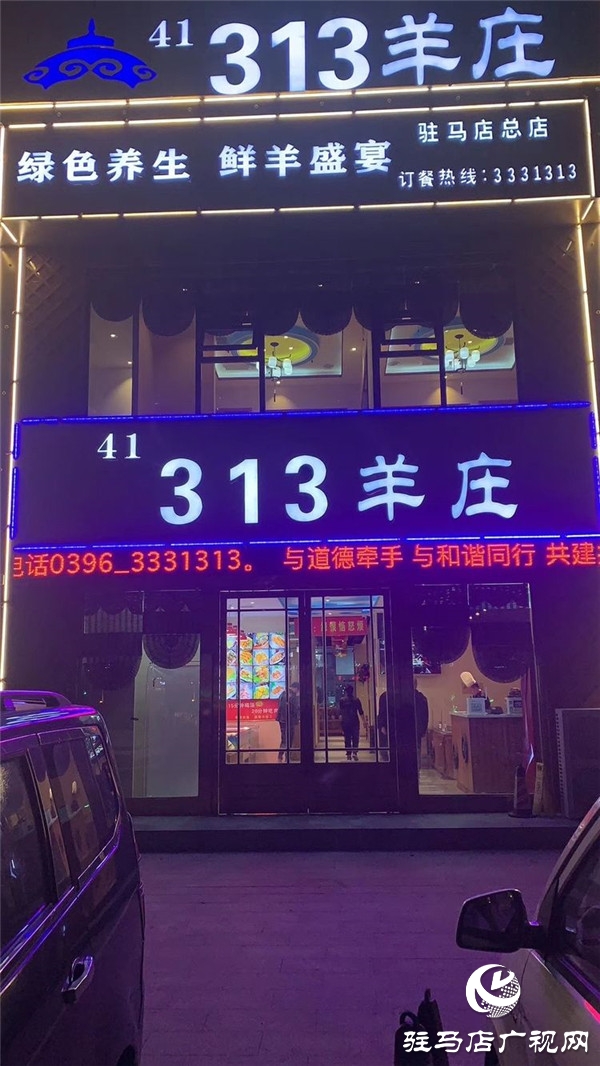 41 313羊庄
绿色养生 鲜羊盛宴
驻马店总店
订餐热线:3331313
41 313羊庄
电话0396_3331313。 与道德牵手 与和谐同行 共建
驻马店广视网